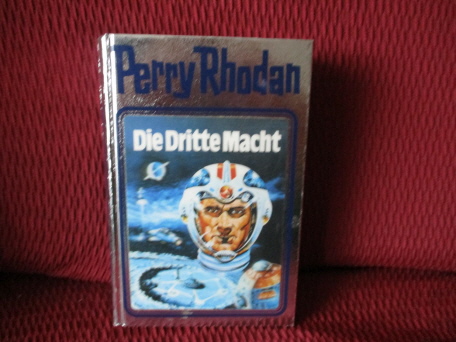 Perry Rhodan
Die Dritte Macht